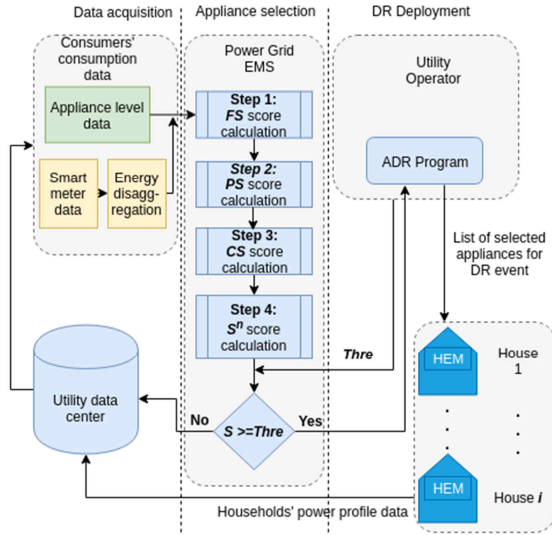 Data acquisition
Appliance selection
DR Deployment
Consumers'
consumption
data
Appliance level
data
Smart
meter
data
Energy
disagg-
regation
Power Grid
EMS
Step 1:
FS score
calculation
Step 2:
PS score
calculation
Step 3:
CS score
calculation
Step 4:
Sⁿ score
calculation
Utility
Operator
ADR Program
List of selected
appliances for
DR event
Thre
S >=Thre
No
Yes
Utility data
center
HEM
House
1
HEM
House i
Households' power profile data